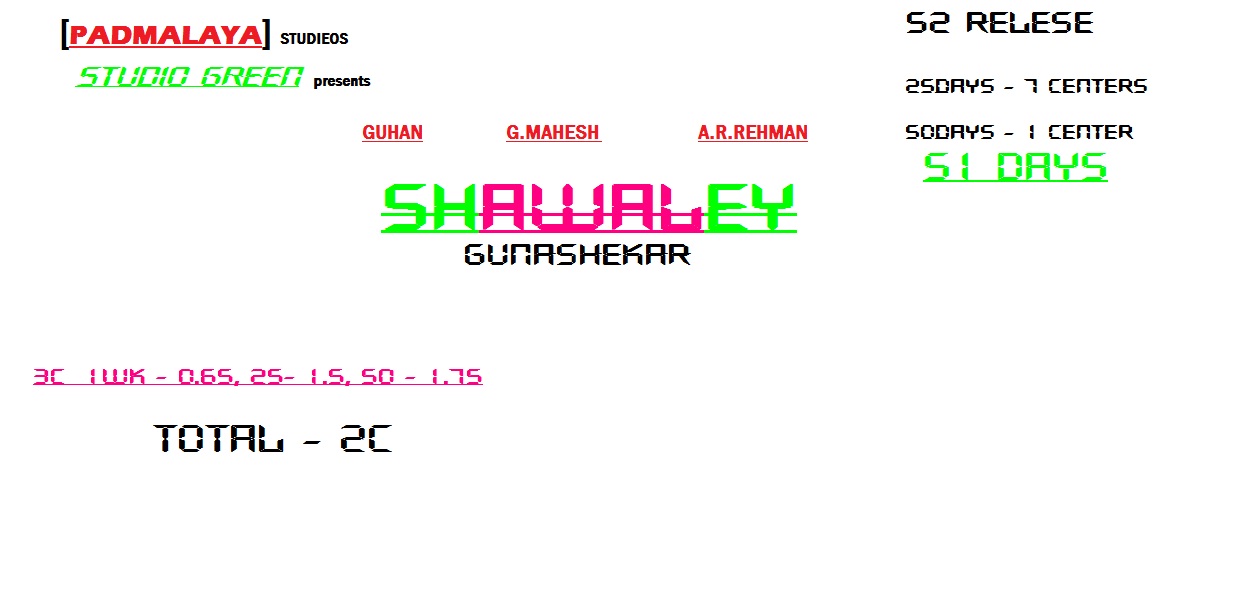 [PADMALAYA] STUDIEOS
STUDIO GREEN presents
GUHAN G.MAHESH A.R.REHMAN
SHAWALEY
GUNASHEKAR
52 RELESE
25DAYS - 7 CENTERS
50DAYS - 1 CENTER
51 DAYS
3C 1WK - 0.65, 25- 1.5, 50 - 1.75
TOTAL - 2C